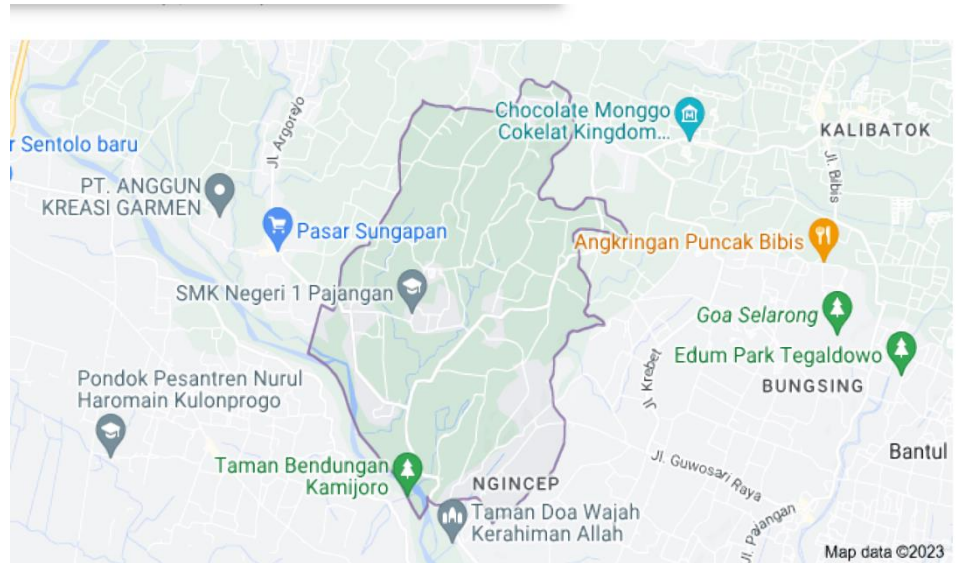 Chocolate Monggo
Cokelat Kingdom...
KALIBATOK
Jl. Argorejo
r Sentolo baru
Jl. Bibis
PT. ANGGUN
KREASI GARMEN
Pasar Sungapan
Angkringan Puncak Bibis
SMK Negeri 1 Pajangan
Goa Selarong
Edum Park Tegaldowo
BUNGSING
Jl. Krebet
Pondok Pesantren Nurul
Haromain Kulonprogo
Bantul
Taman Bendungan
Kamijoro
Jl. Guwosari Raya
NGINCEP
Taman Doa Wajah
Kerahiman Allah
Jl. Pajangan
Map data ©2023